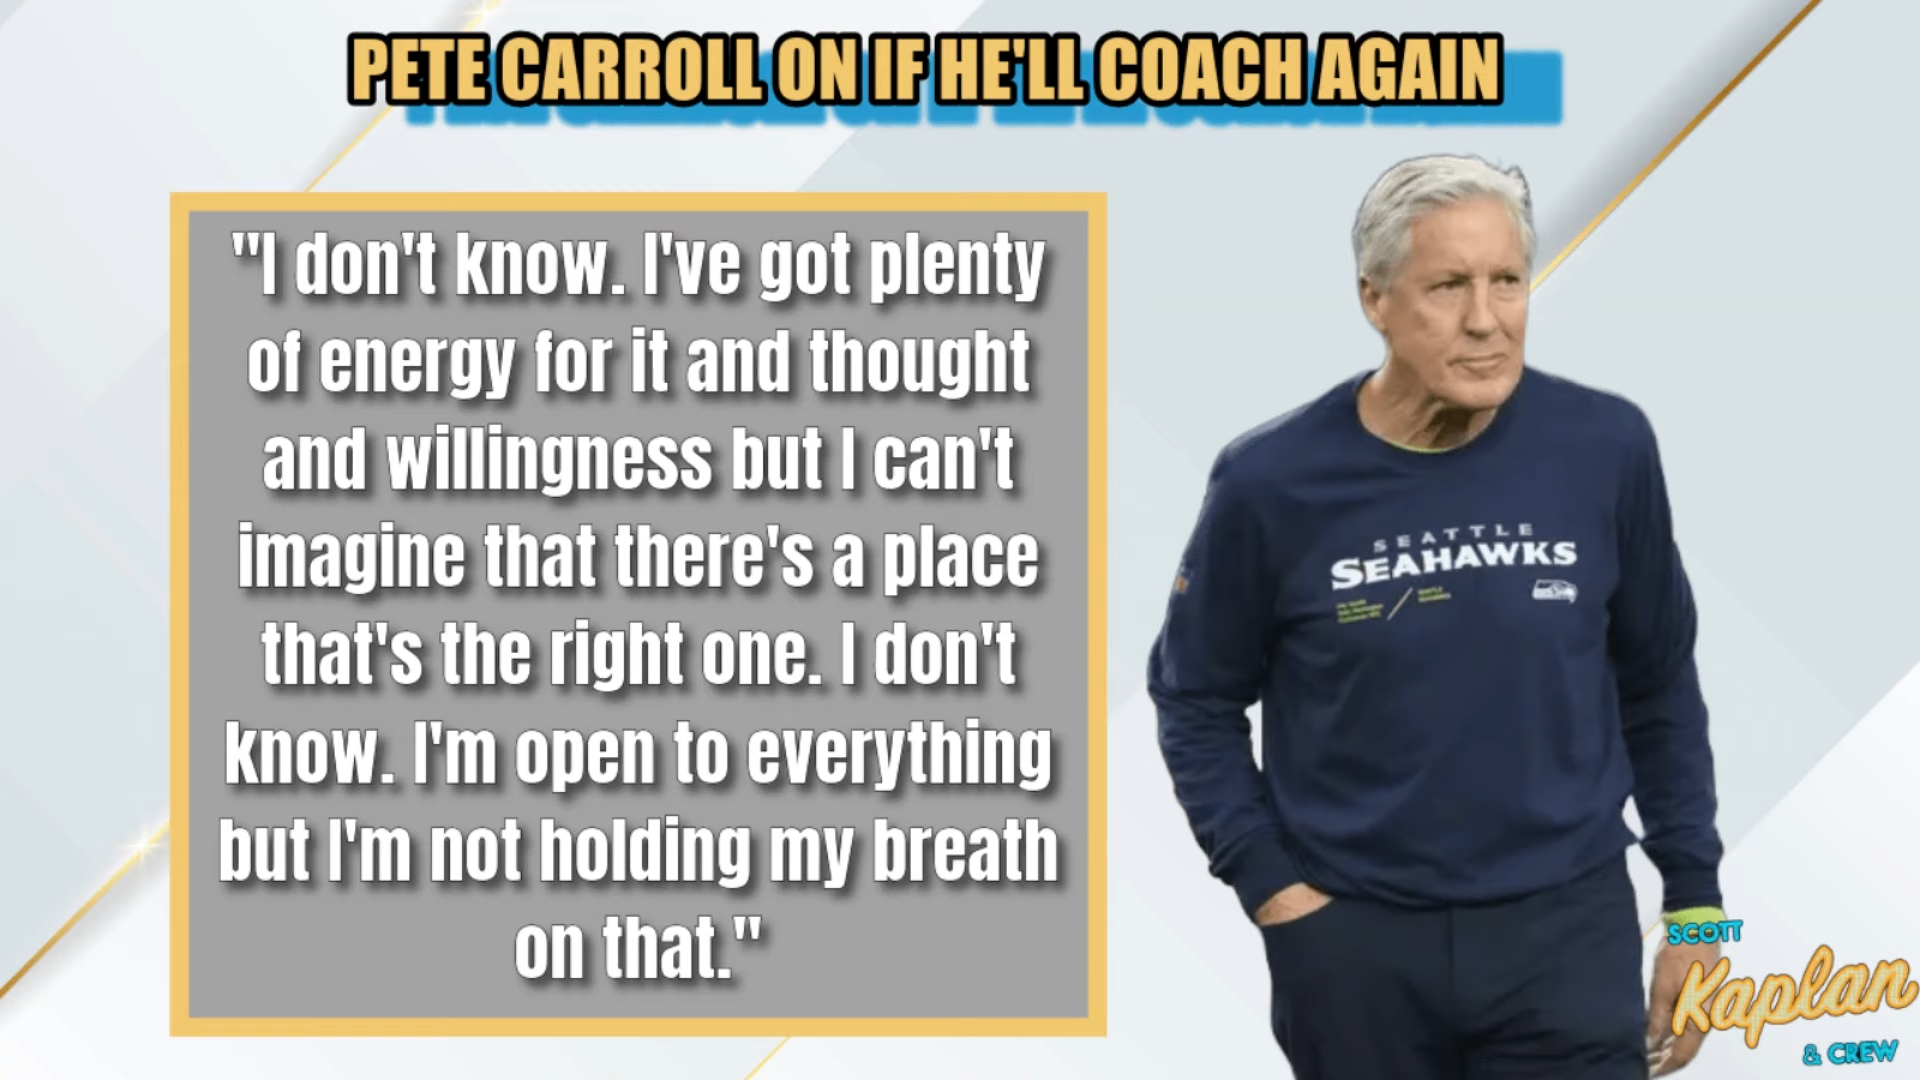 PETE CARROLL ON IF HE'LL COACH AGAIN
"I don't know. I've got plenty
of energy for it and thought
and willingness but I can't
imagine that there's a place
that's the right one. I don't
know. I'm open to everything
but I'm not holding my breath
on that."
SEATTLE
SEAHAWKS
SCOTT
Kaplan
& CREW